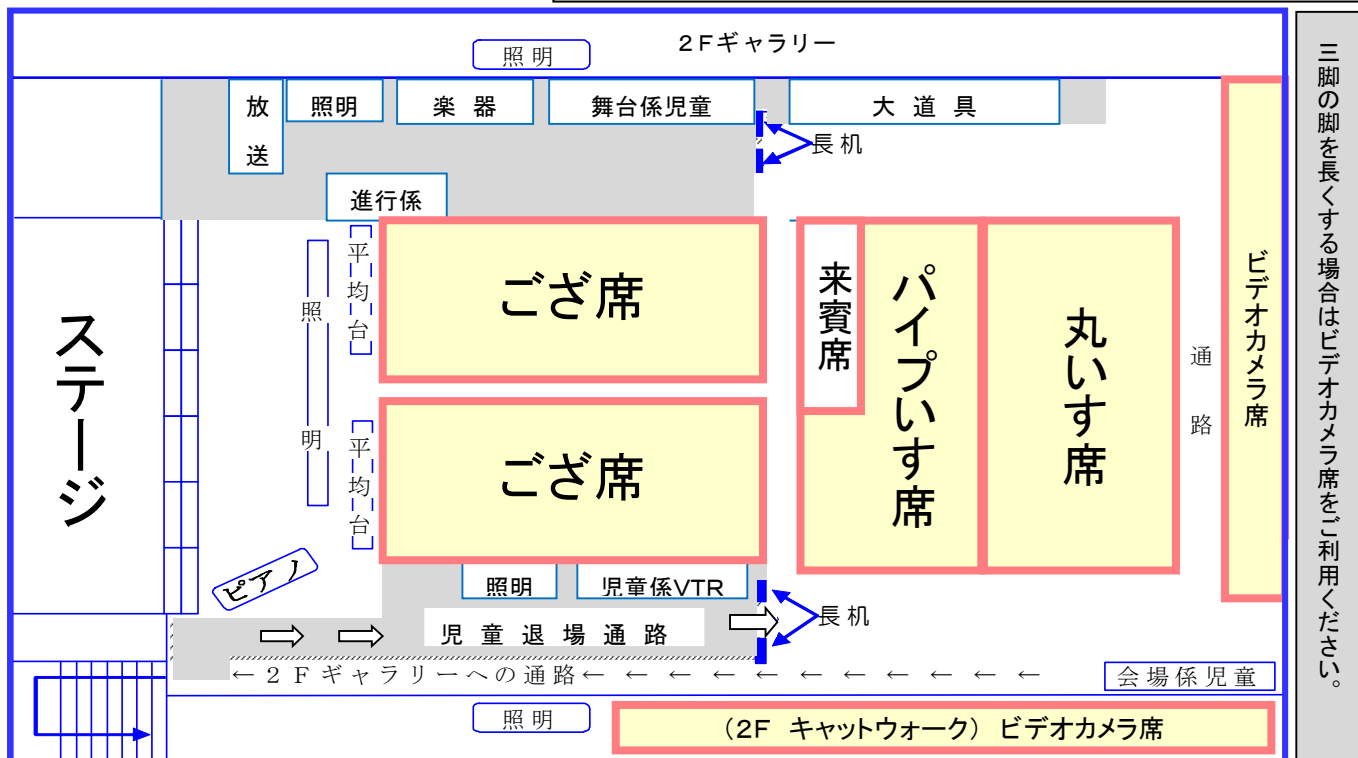 照明
２Fギャラリー
三脚の脚を長くする場合はビデオカメラ席をご利用ください。
放送
照明
楽器
舞台係児童
大道具
長机
進行係
ステージ
照明
平均台
ござ席
来賓席
パイプいす席
丸いす席
通路
ビデオカメラ席
平均台
ござ席
ピアノ
照明
児童係VTR
長机
児童退場通路
←２Ｆギャラリーへの通路← ← ← ← ← ← ← ← ← ← ←
会場係児童
照明
（2F キャットウォーク） ビデオカメラ席